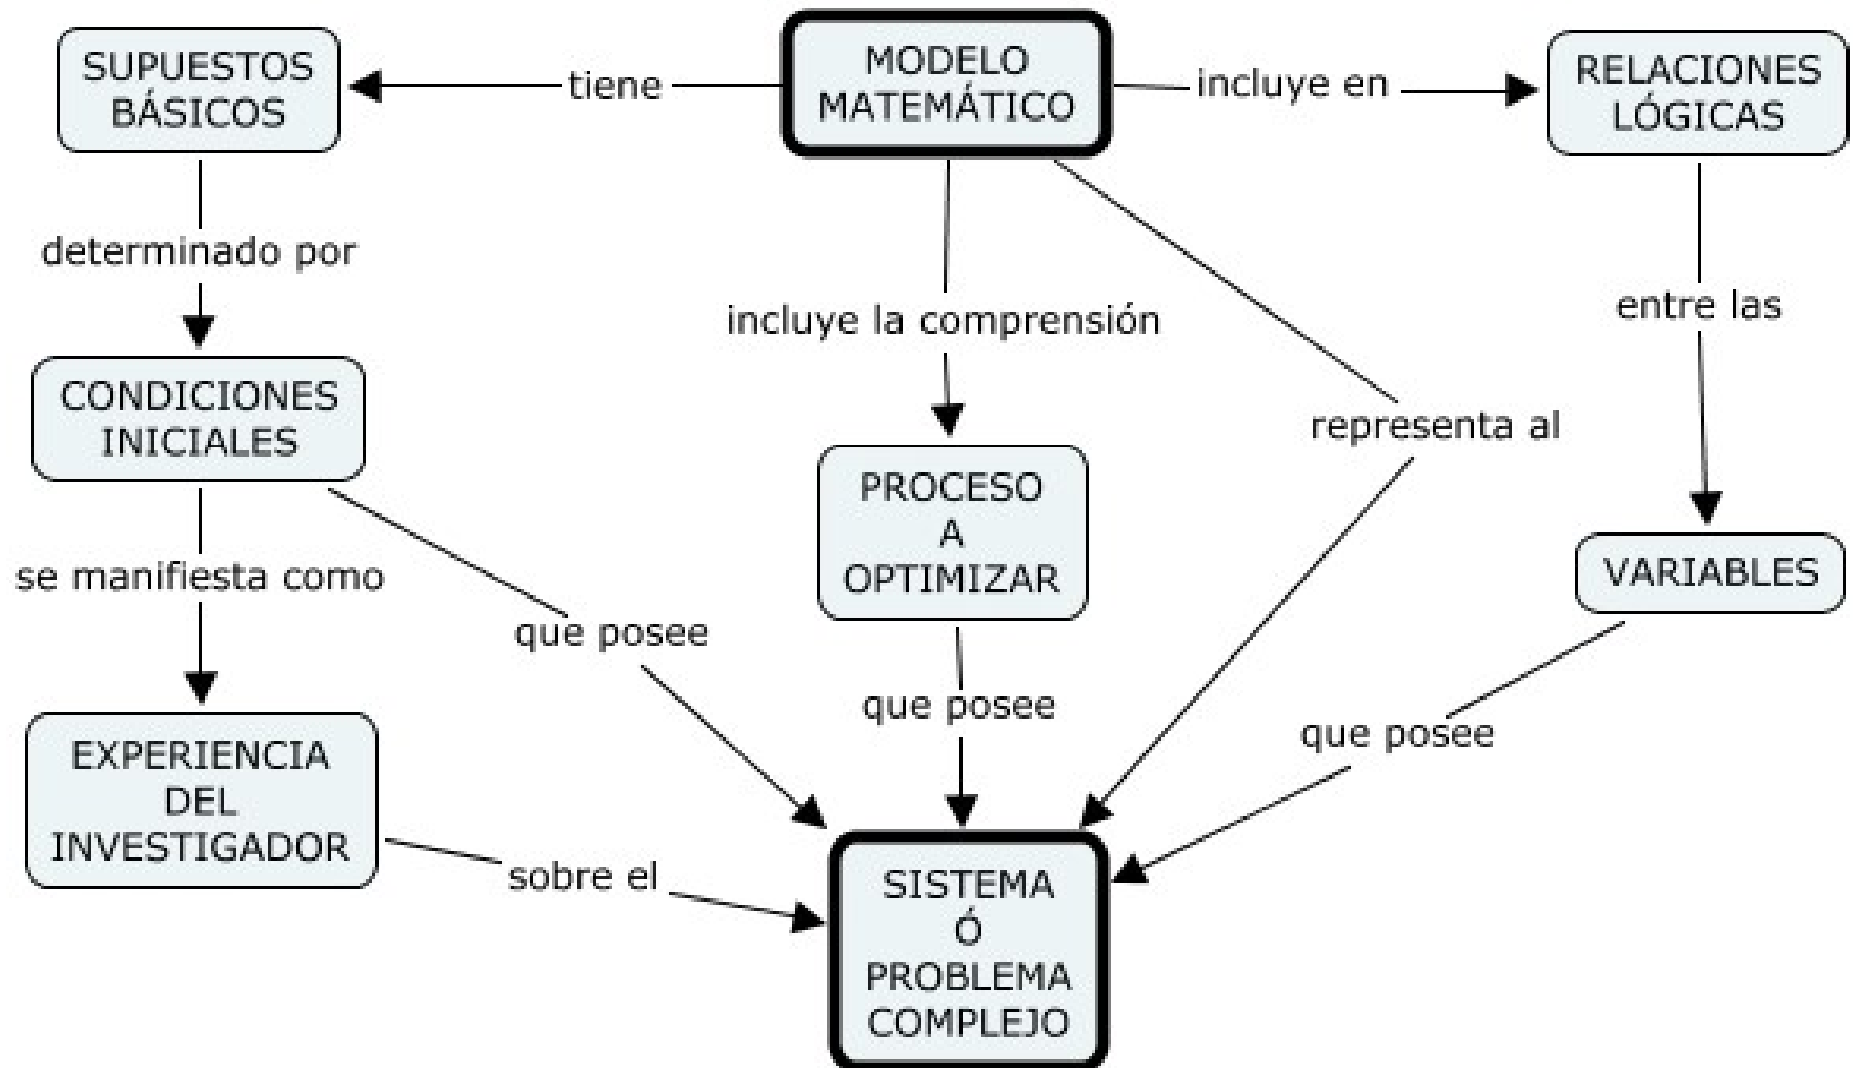 SUPUESTOS
BÁSICOS
tiene
MODELO
MATEMÁTICO
incluye en
RELACIONES
LÓGICAS
determinado por
incluye la comprensión
entre las
CONDICIONES
INICIALES
representa al
PROCESO
A
OPTIMIZAR
VARIABLES
se manifiesta como
que posee
que posee
que posee
EXPERIENCIA
DEL
INVESTIGADOR
sobre el
SISTEMA
Ó
PROBLEMA
COMPLEJO